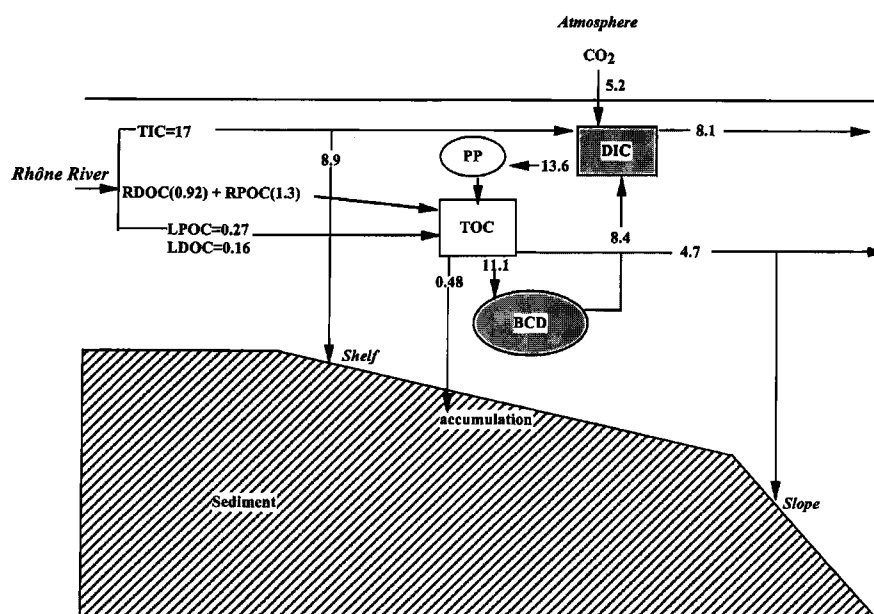 Atmosphere
CO2
5.2
TIC=17
8.9
PP
13.6
DIC
8.1
Rhône River
RDOC(0.92) + RPOC(1.3)
LPOC=0.27
LDOC=0.16
TOC
8.4
4.7
0.48
11.1
BCD
Shelf
accumulation
Sediment
Slope